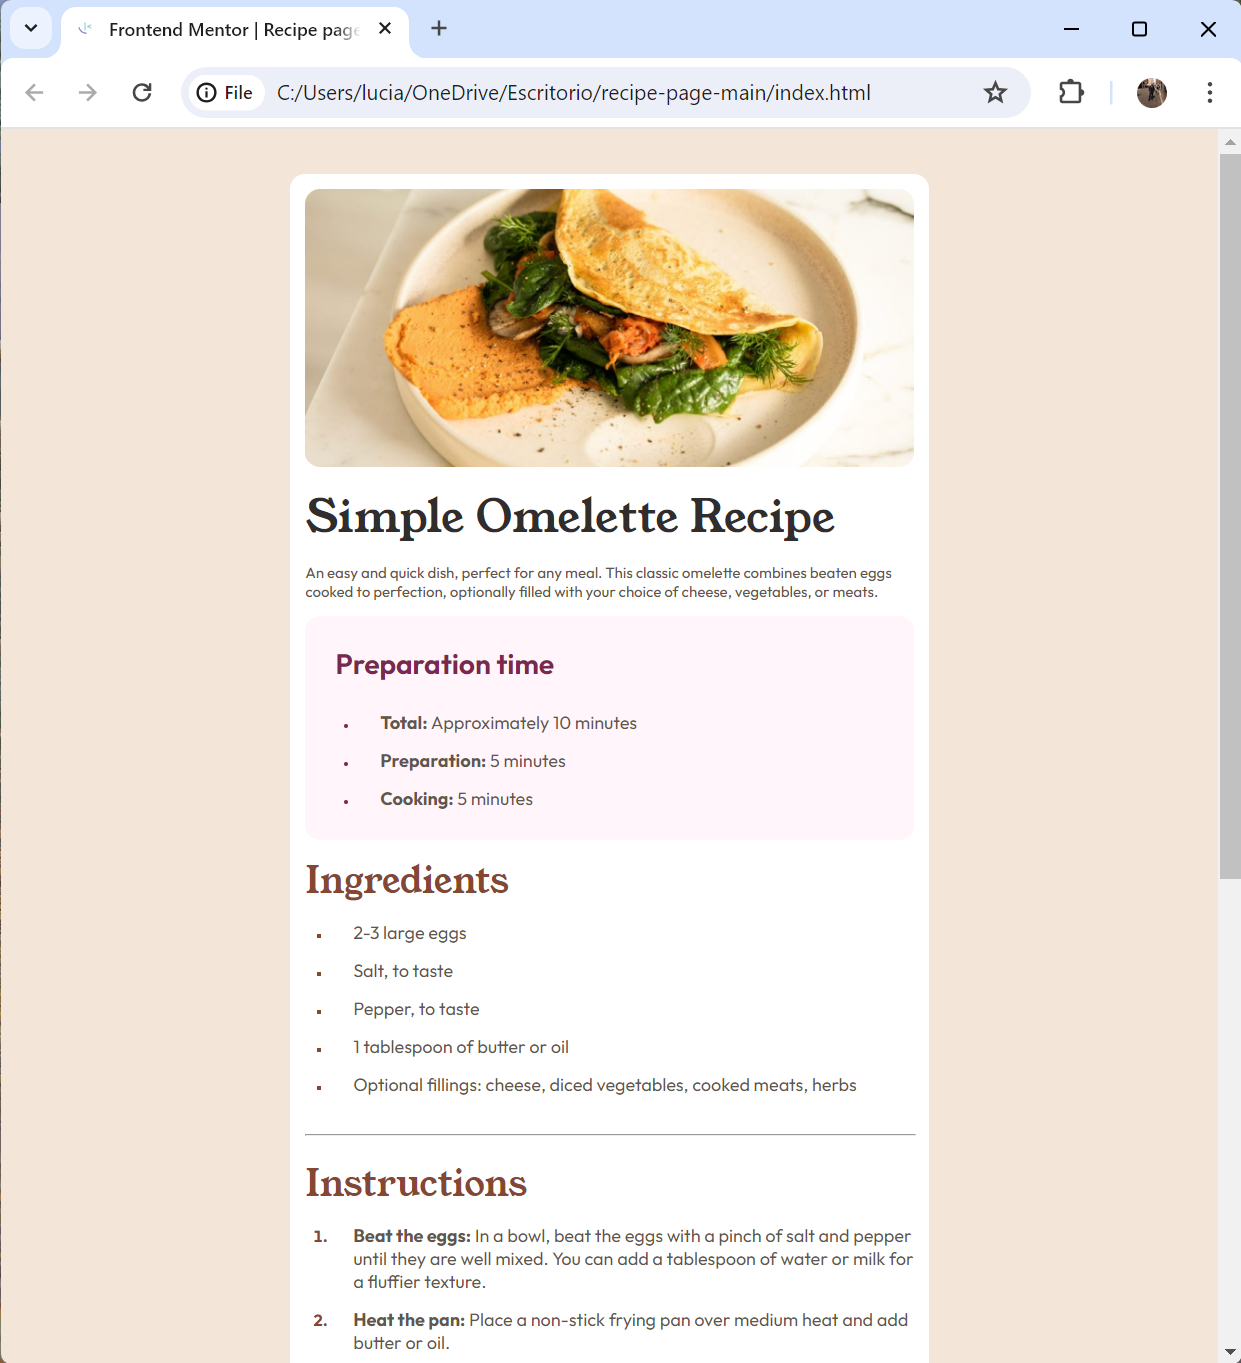 Frontend Mentor | Recipe page
File
C:/Users/lucia/OneDrive/Escritorio/recipe-page-main/index.html
Simple Omelette Recipe
An easy and quick dish, perfect for any meal. This classic omelette combines beaten eggs
cooked to perfection, optionally filled with your choice of cheese, vegetables, or meats.
Preparation time
• Total: Approximately 10 minutes
• Preparation: 5 minutes
• Cooking: 5 minutes
Ingredients
▪ 2-3 large eggs
▪ Salt, to taste
▪ Pepper, to taste
▪ 1 tablespoon of butter or oil
▪ Optional fillings: cheese, diced vegetables, cooked meats, herbs
Instructions
1. Beat the eggs: In a bowl, beat the eggs with a pinch of salt and pepper
until they are well mixed. You can add a tablespoon of water or milk for
a fluffier texture.
2. Heat the pan: Place a non-stick frying pan over medium heat and add
butter or oil.